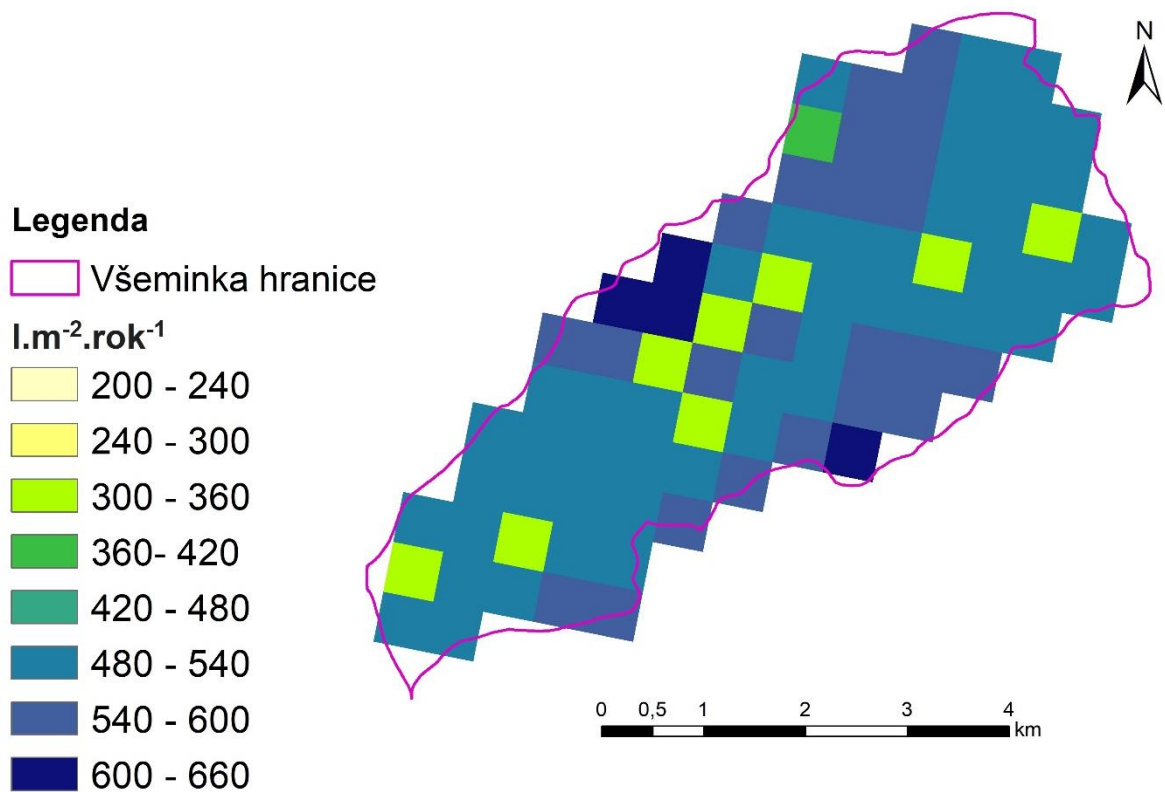 N
Legenda
Všeminka hranice
l.m-2.rok-1
200 - 240
240 - 300
300 - 360
360- 420
420 - 480
480 - 540
540 - 600
600 - 660
0 0,5 1 2 3 4
km